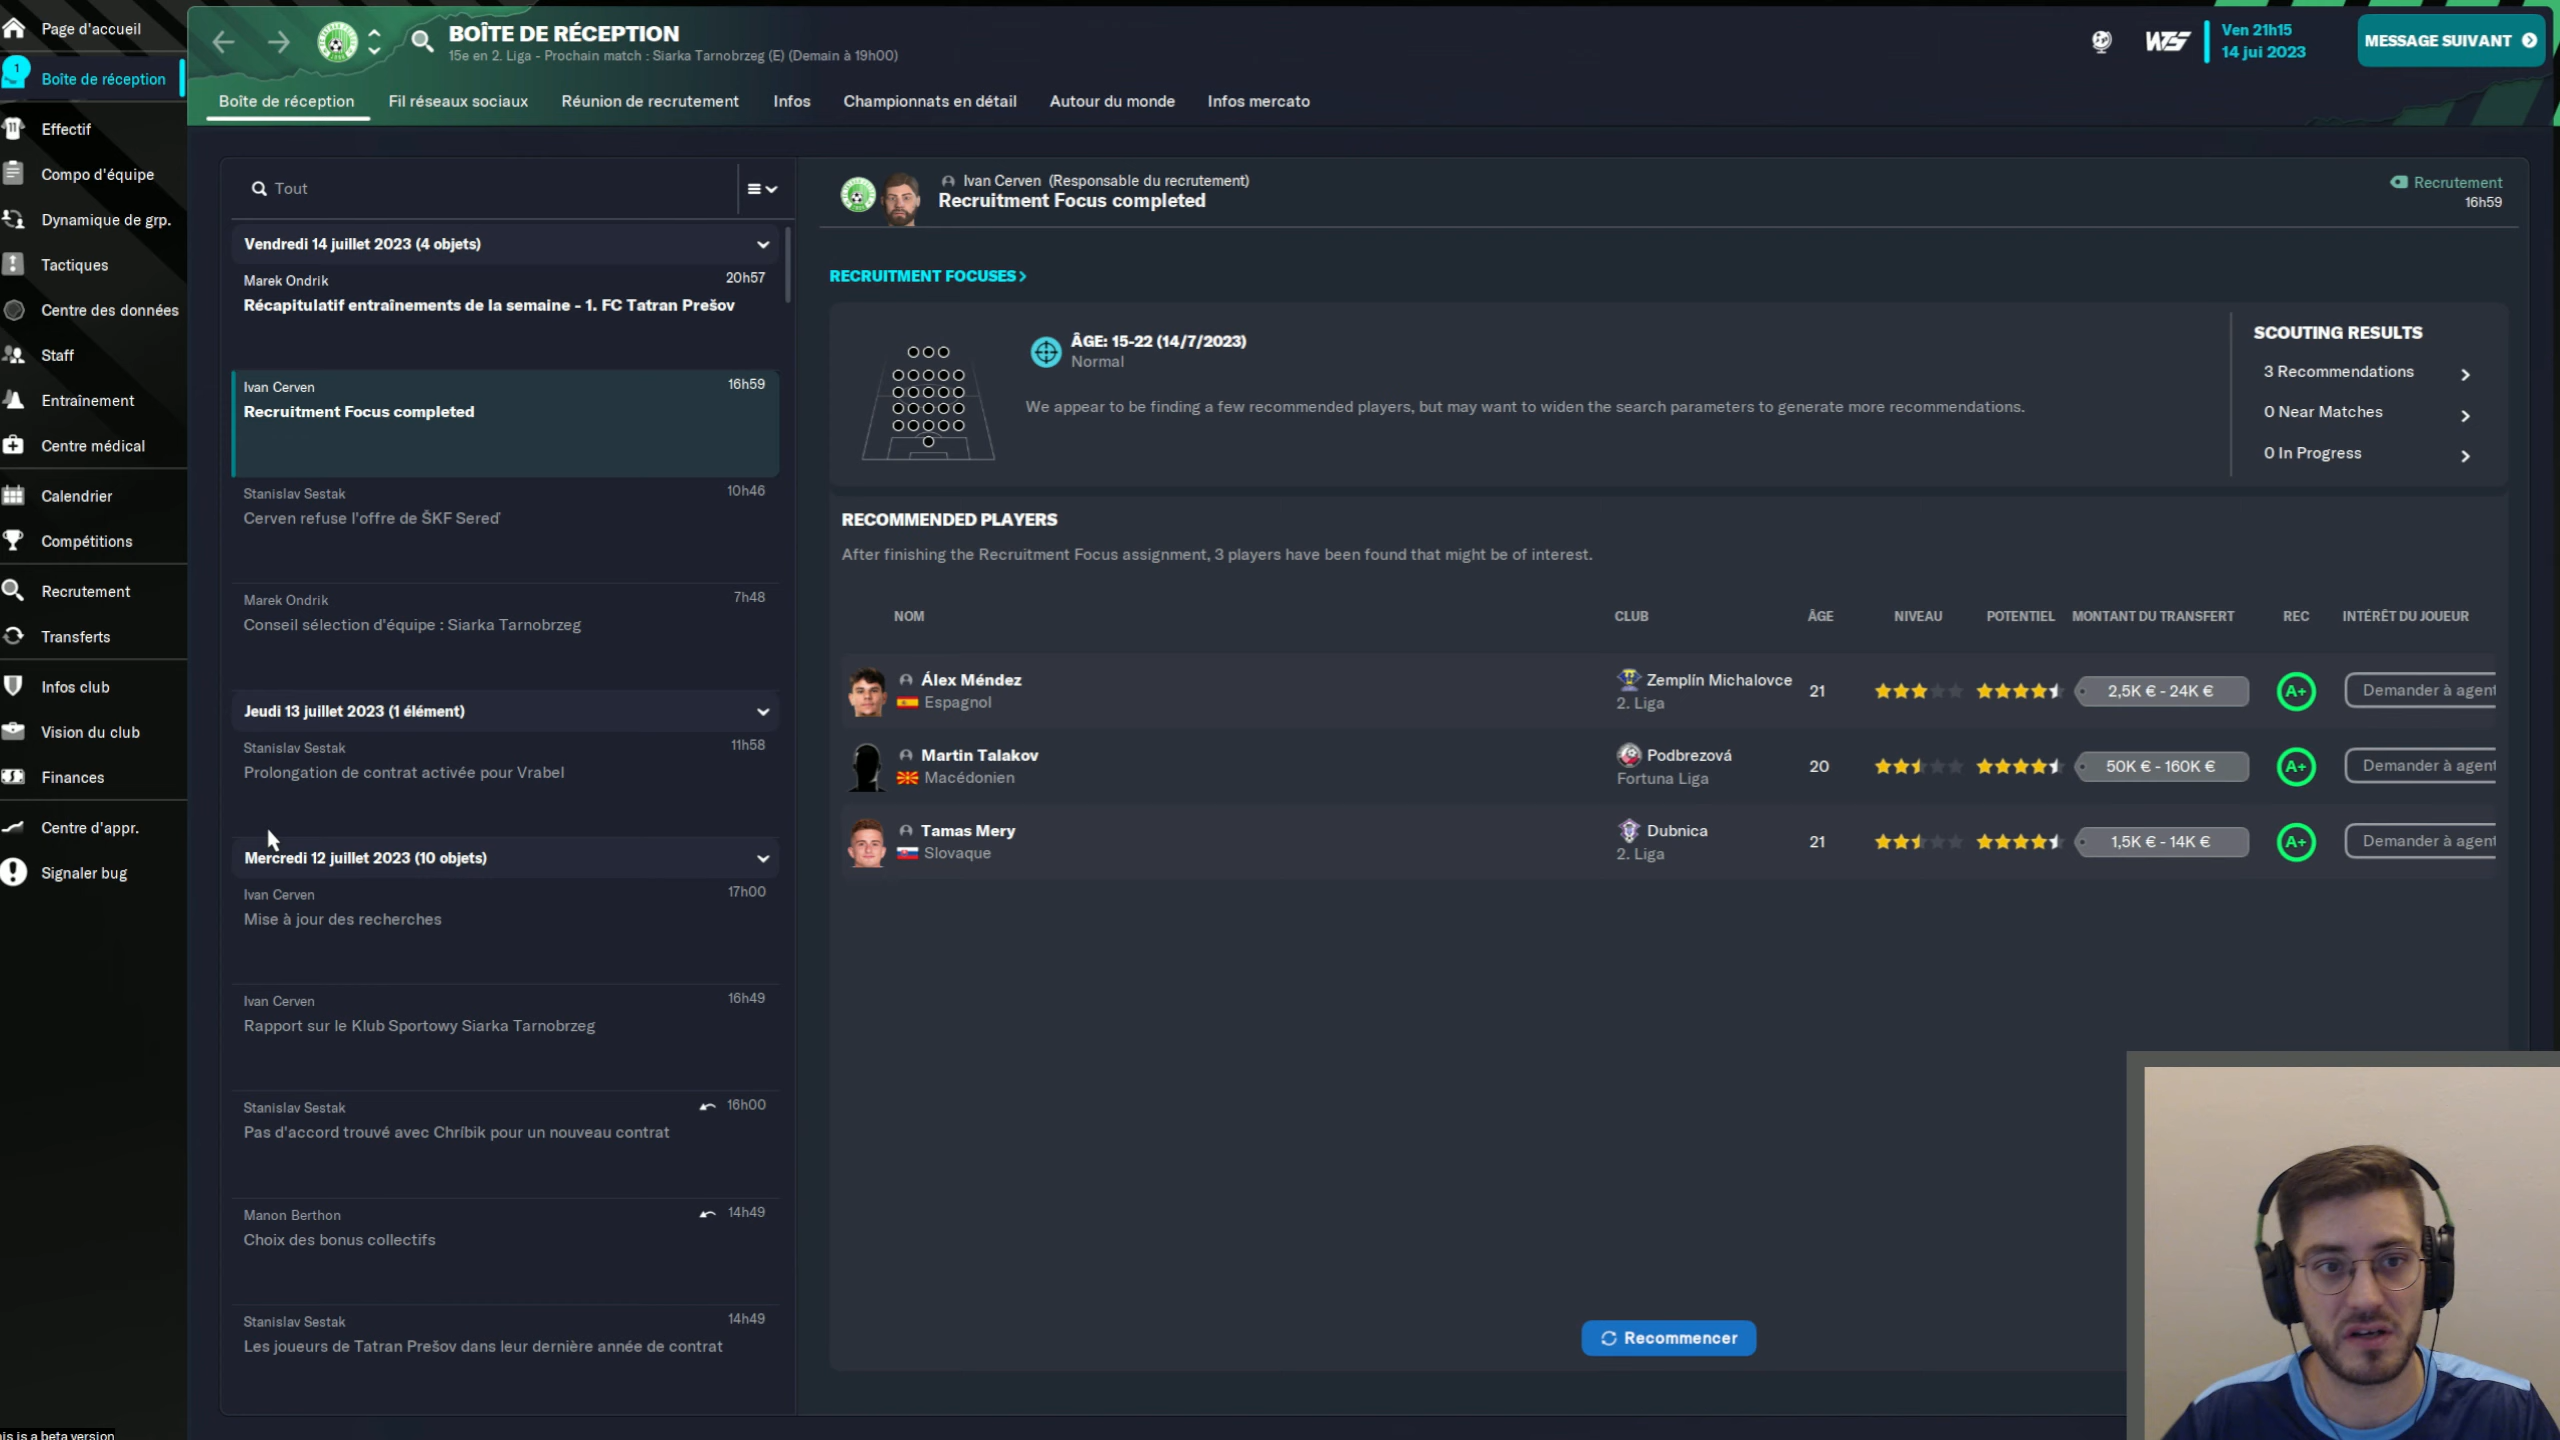 Page d'accueil
1
Boîte de réception
Effectif
Compo d'équipe
Dynamique de grp.
Tactiques
Centre des données
Staff
Entraînement
Centre médical
Calendrier
Compétitions
Recrutement
Transferts
Infos club
Vision du club
Finances
Centre d'appr.
Signaler bug
his is a beta version
BOÎTE DE RÉCEPTION
15e en 2. Liga - Prochain match : Siarka Tarnobrzeg (E) (Demain à 19h00)
WTS
Ven 21h15
14 jui 2023
MESSAGE SUIVANT
Boîte de réception Fil réseaux sociaux Réunion de recrutement Infos Championnats en détail Autour du monde Infos mercato
Tout
Vendredi 14 juillet 2023 (4 objets)
Marek Ondrik 20h57
Récapitulatif entraînements de la semaine - 1. FC Tatran Prešov
Ivan Cerven 16h59
Recruitment Focus completed
Stanislav Sestak 10h46
Cerven refuse l'offre de ŠKF Sereď
Marek Ondrik 7h48
Conseil sélection d'équipe : Siarka Tarnobrzeg
Jeudi 13 juillet 2023 (1 élément)
Stanislav Sestak 11h58
Prolongation de contrat activée pour Vrabel
Mercredi 12 juillet 2023 (10 objets)
Ivan Cerven 17h00
Mise à jour des recherches
Ivan Cerven 16h49
Rapport sur le Klub Sportowy Siarka Tarnobrzeg
Stanislav Sestak 16h00
Pas d'accord trouvé avec Chríbik pour un nouveau contrat
Manon Berthon 14h49
Choix des bonus collectifs
Stanislav Sestak 14h49
Les joueurs de Tatran Prešov dans leur dernière année de contrat
Ivan Cerven (Responsable du recrutement)
Recruitment Focus completed
Recrutement
16h59
RECRUITMENT FOCUSES >
ÂGE: 15-22 (14/7/2023)
Normal
We appear to be finding a few recommended players, but may want to widen the search parameters to generate more recommendations.
SCOUTING RESULTS
3 Recommendations
0 Near Matches
0 In Progress
RECOMMENDED PLAYERS
After finishing the Recruitment Focus assignment, 3 players have been found that might be of interest.
NOM CLUB ÂGE NIVEAU POTENTIEL MONTANT DU TRANSFERT REC INTÉRÊT DU JOUEUR
Álex Méndez Zemplín Michalovce 21 2,5K € - 24K € A+ Demander à agent
Espagnol 2. Liga
Martin Talakov Podbrezová 20 50K € - 160K € A+ Demander à agent
Macédonien Fortuna Liga
Tamas Mery Dubnica 21 1,5K € - 14K € A+ Demander à agent
Slovaque 2. Liga
Recommencer